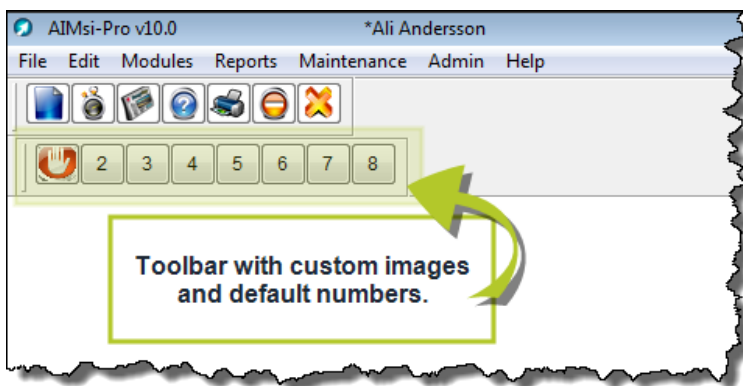 AIMsi-Pro v10.0 *Ali Andersson
File Edit Modules Reports Maintenance Admin Help
2 3 4 5 6 7 8
Toolbar with custom images
and default numbers.